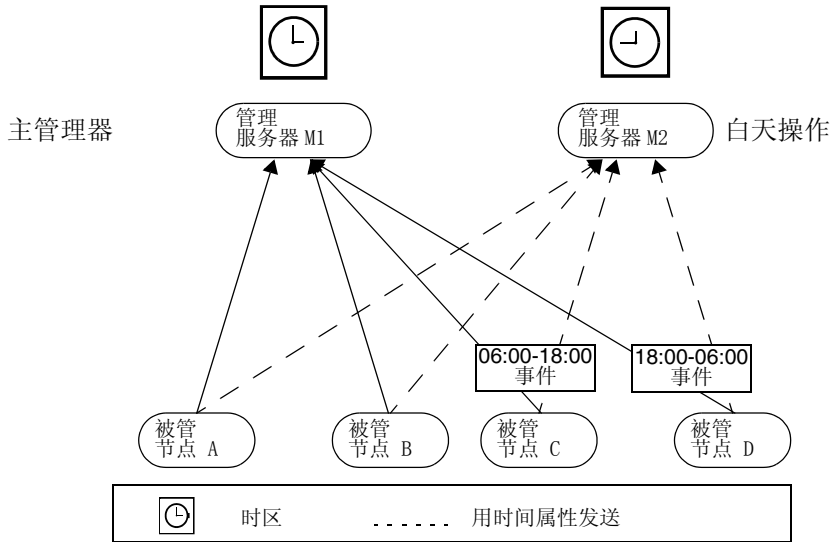 主管理器
管理
服务器 M1
管理
服务器 M2
白天操作
06:00-18:00
事件
18:00-06:00
事件
被管
节点 A
被管
节点 B
被管
节点 C
被管
节点 D
时区
用时间属性发送